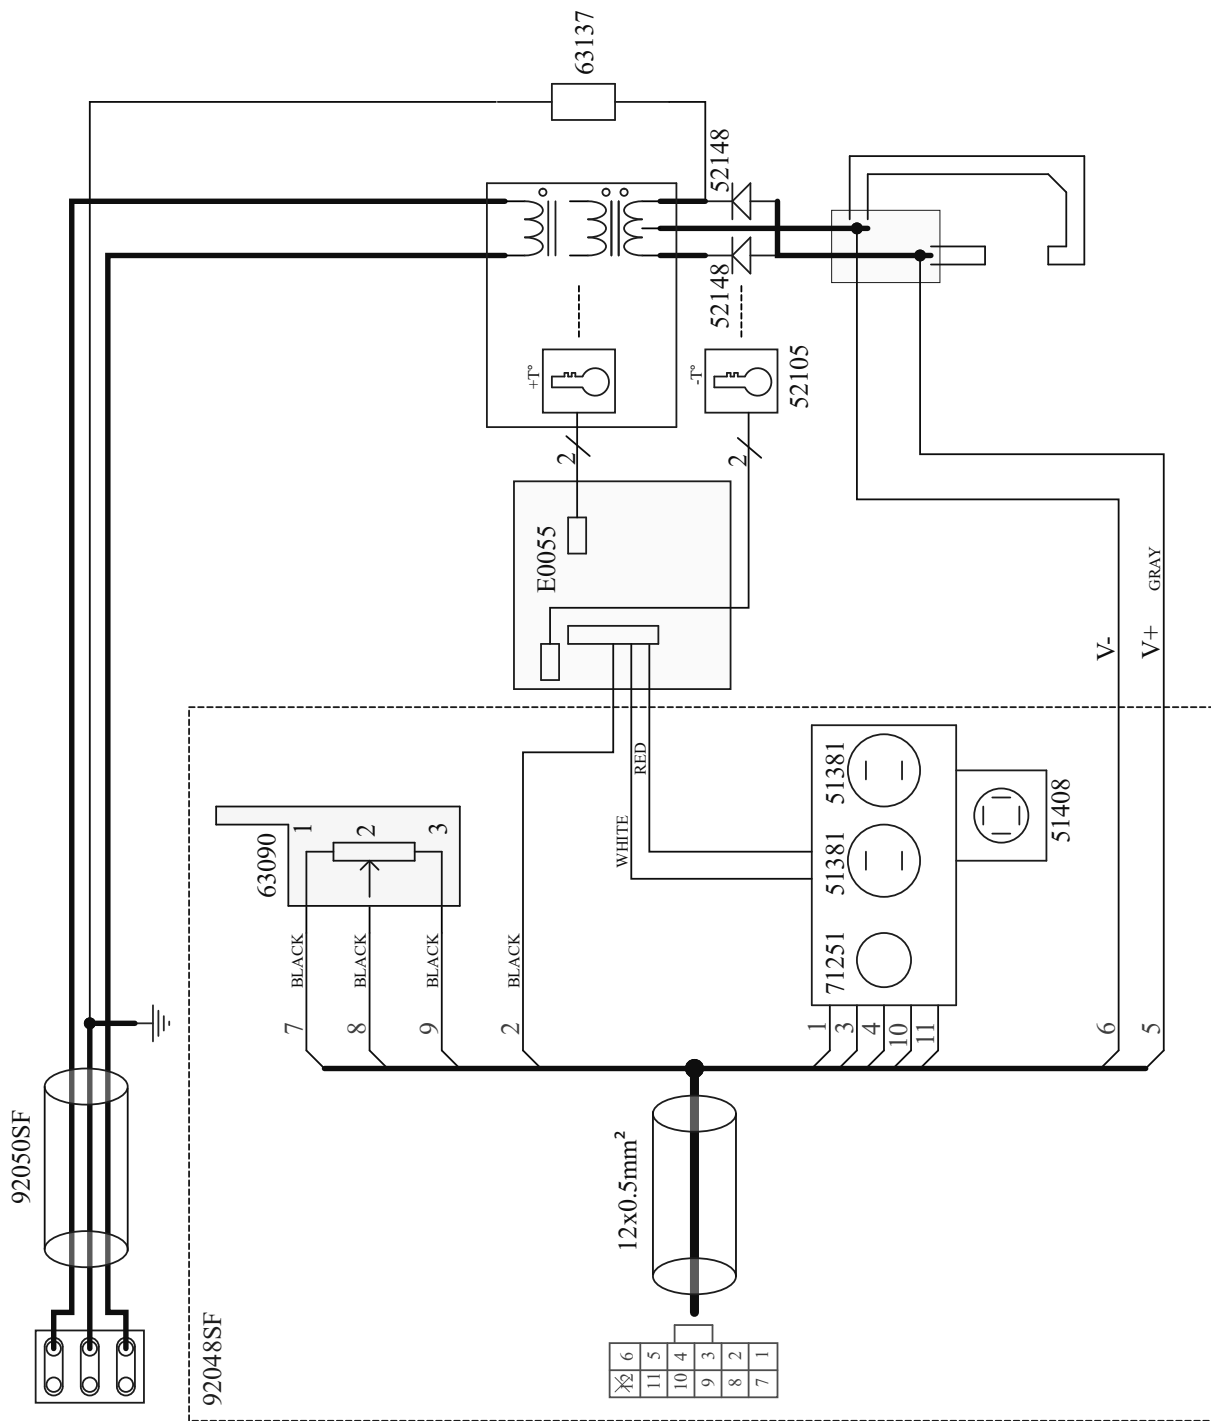 63137
52148
52148
+T°
-T°
52105
2
2
E0055
V-
V+
GRAY
RED
WHITE
63090
1
2
3
51381
51381
71251
51408
BLACK
BLACK
BLACK
BLACK
7
8
9
2
1
3
4
10
11
6
5
92050SF
12x0.5mm²
92048SF
12 11 10 9 8 7
6 5 4 3 2 1